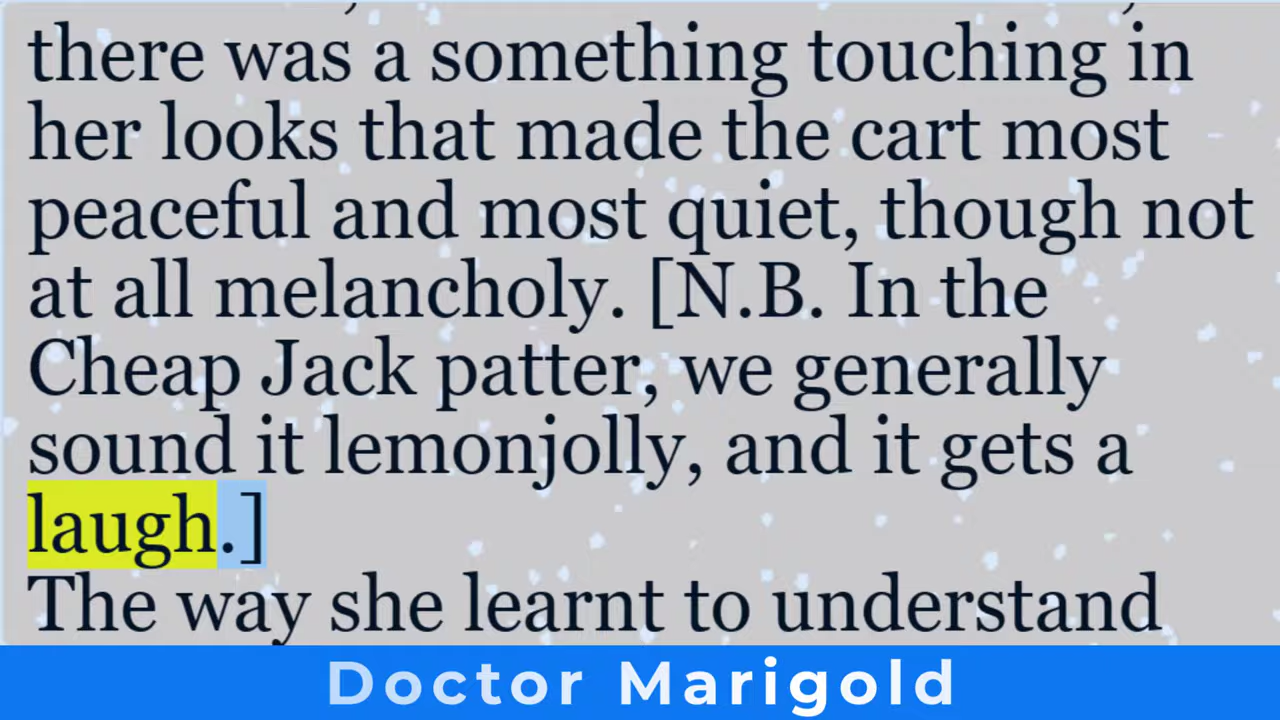 there was a something touching in
her looks that made the cart most
peaceful and most quiet, though not
at all melancholy. [N.B. In the
Cheap Jack patter, we generally
sound it lemonjolly, and it gets a
laugh.]
The way she learnt to understand
Doctor Marigold